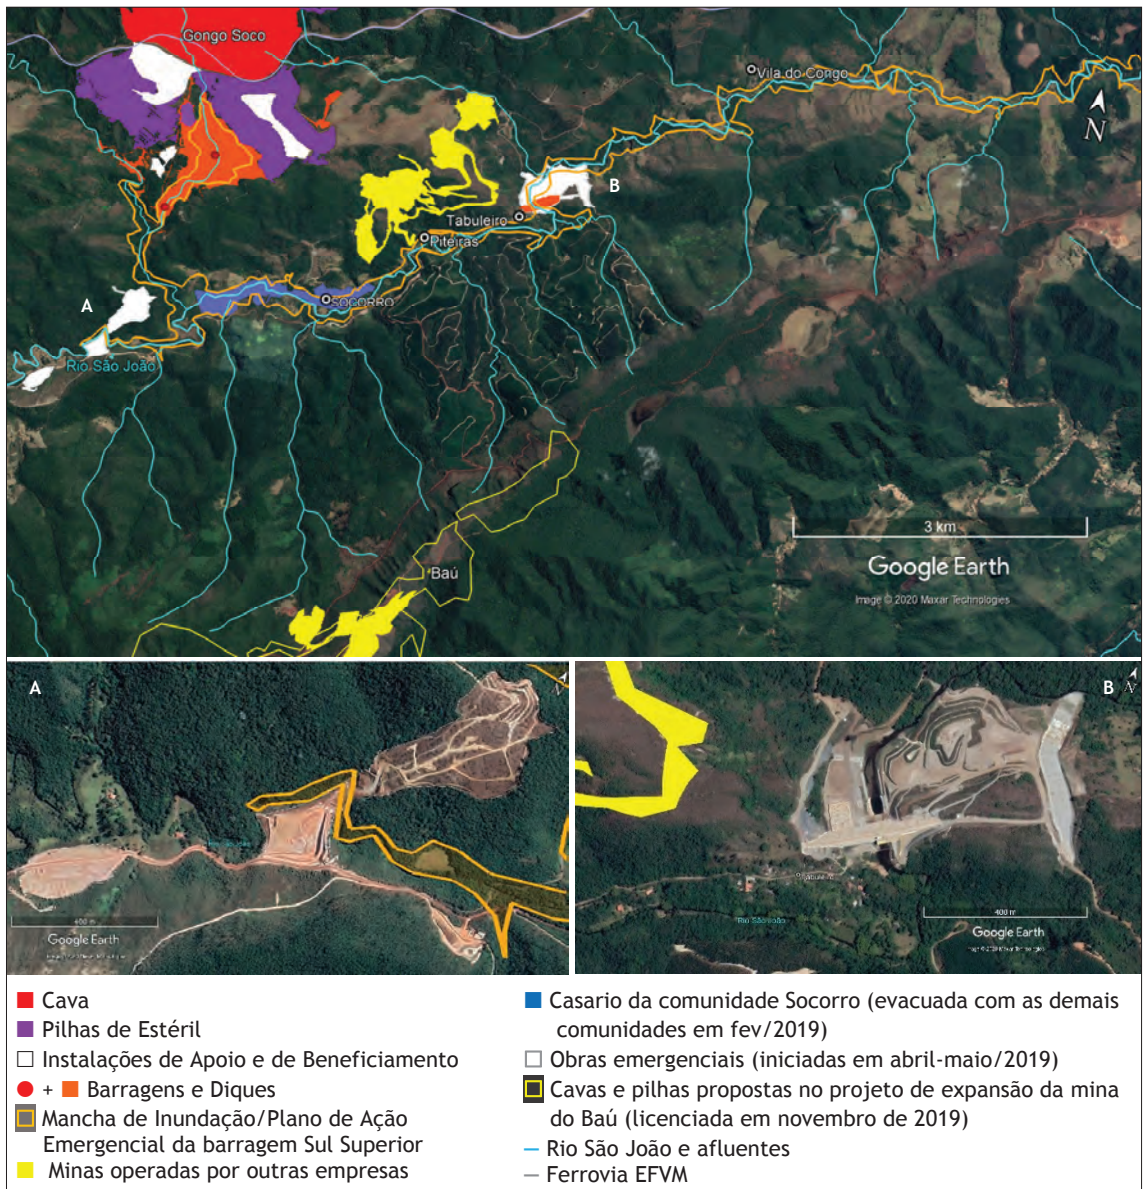 Gongo Soco
Vila do Congo
N
B
Tabuleiro
Piteiras
A
SOCORRO
Rio São João
3 km
Google Earth
Image © 2020 Maxar Technologies
Baú
A
N
400 m
Google Earth
B
N
Tabuleiro
Rio São João
400 m
Google Earth
Image © 2020 Maxar Technologies
Cava
Pilhas de Estéril
Instalações de Apoio e de Beneficiamento
+ Barragens e Diques
Mancha de Inundação/Plano de Ação
Emergencial da barragem Sul Superior
Minas operadas por outras empresas
Casario da comunidade Socorro (evacuada com as demais
comunidades em fev/2019)
Obras emergenciais (iniciadas em abril-maio/2019)
Cavas e pilhas propostas no projeto de expansão da mina
do Baú (licenciada em novembro de 2019)
Rio São João e afluentes
Ferrovia EFVM